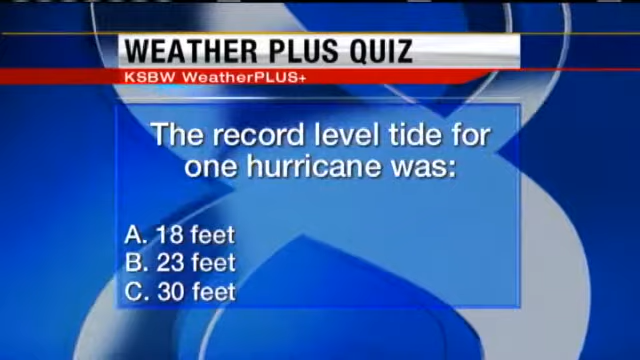 WEATHER PLUS QUIZ
KSBW WeatherPLUS+
The record level tide for
one hurricane was:
A. 18 feet
B. 23 feet
C. 30 feet